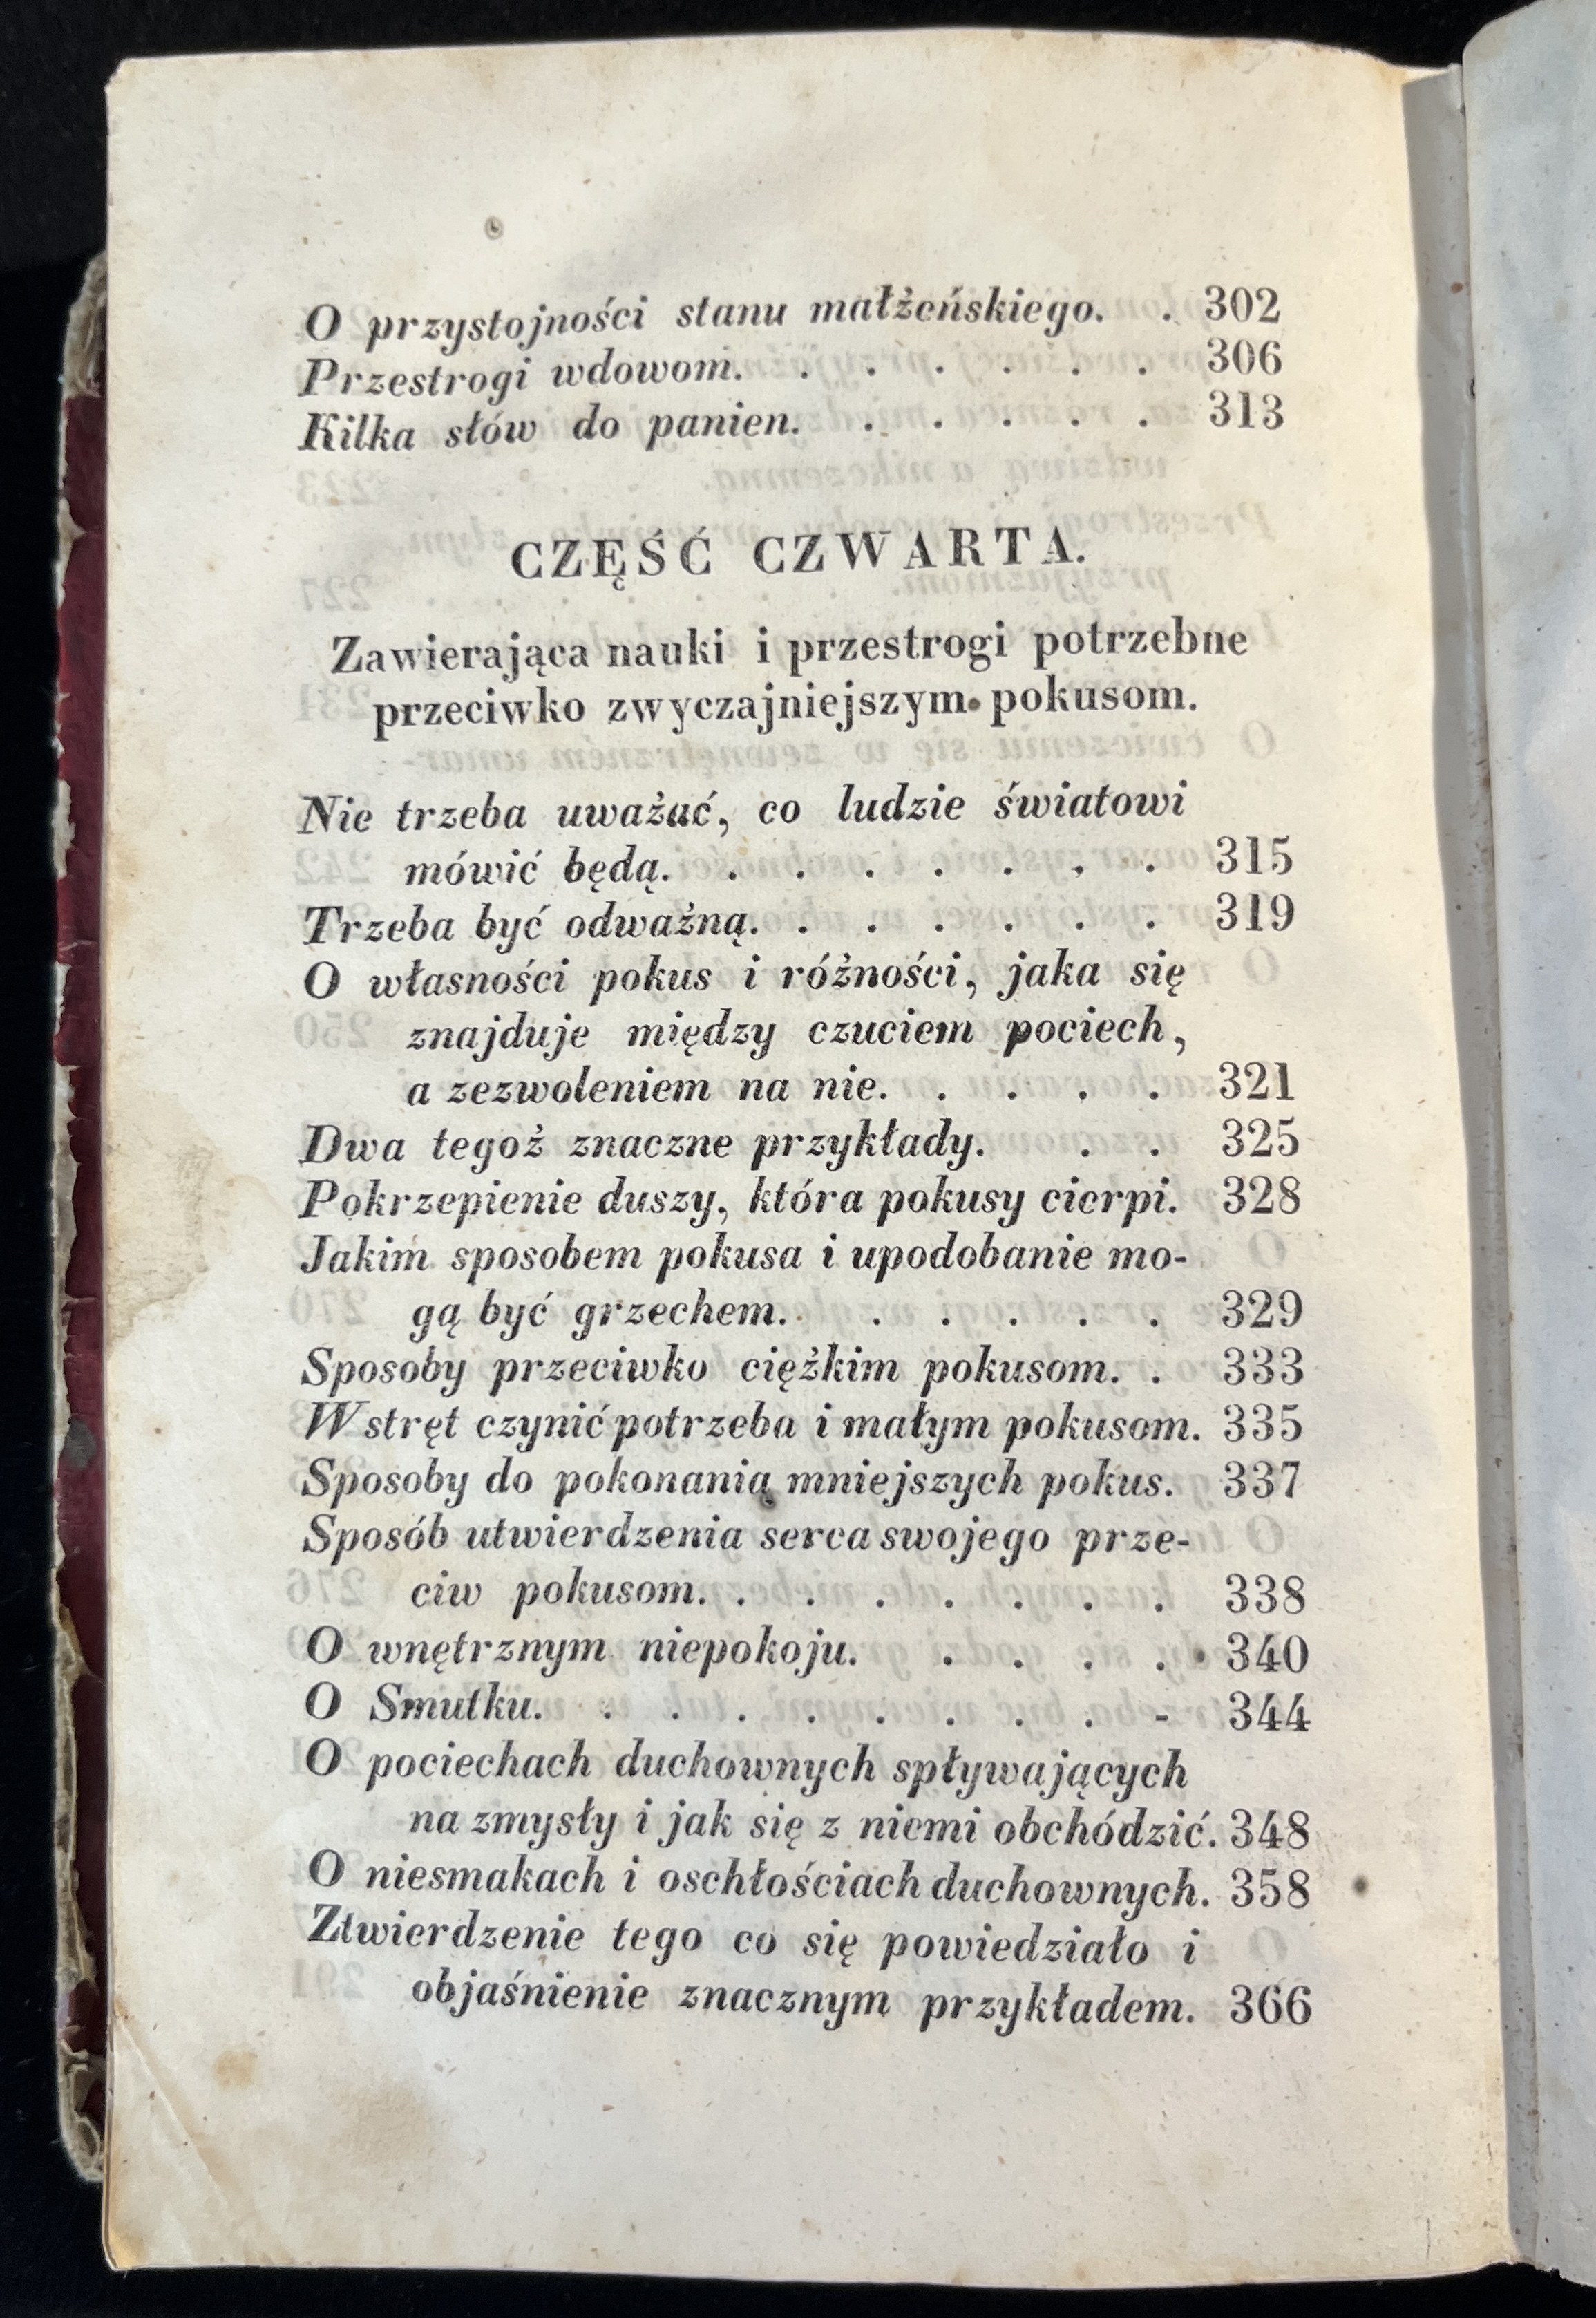 O przystojności stanu małżeńskiego. . 302
Przestrogi wdowom. . . . . . . 306
Kilka słów do panien. . . . . . 313
CZĘŚĆ CZWARTA.
Zawierająca nauki i przestrogi potrzebne
przeciwko zwyczajniejszym pokusom.
Nie trzeba uważać, co ludzie światowi
mówić będą. . . . . . . . 315
Trzeba być odważną. . . . . . . 319
O własności pokus i różności, jaka się
znajduje między czuciem pociech,
a zezwoleniem na nie. . . . . 321
Dwa tegoż znaczne przykłady. . . 325
Pokrzepienie duszy, która pokusy cierpi. 328
Jakim sposobem pokusa i upodobanie mo-
gą być grzechem. . . . . . 329
Sposoby przeciwko ciężkim pokusom. . 333
Wstręt czynić potrzeba i małym pokusom. 335
Sposoby do pokonania mniejszych pokus. 337
Sposób utwierdzenia serca swojego prze-
ciw pokusom. . . . . . . . 338
O wnętrznym niepokoju. . . . . 340
O Smutku. . . . . . . . . - 344
O pociechach duchownych spływających
na zmysły i jak się z niemi obchódzić. 348
O niesmakach i oschłościach duchownych. 358
Ztwierdzenie tego co się powiedziało i
objaśnienie znacznym przykładem. 366